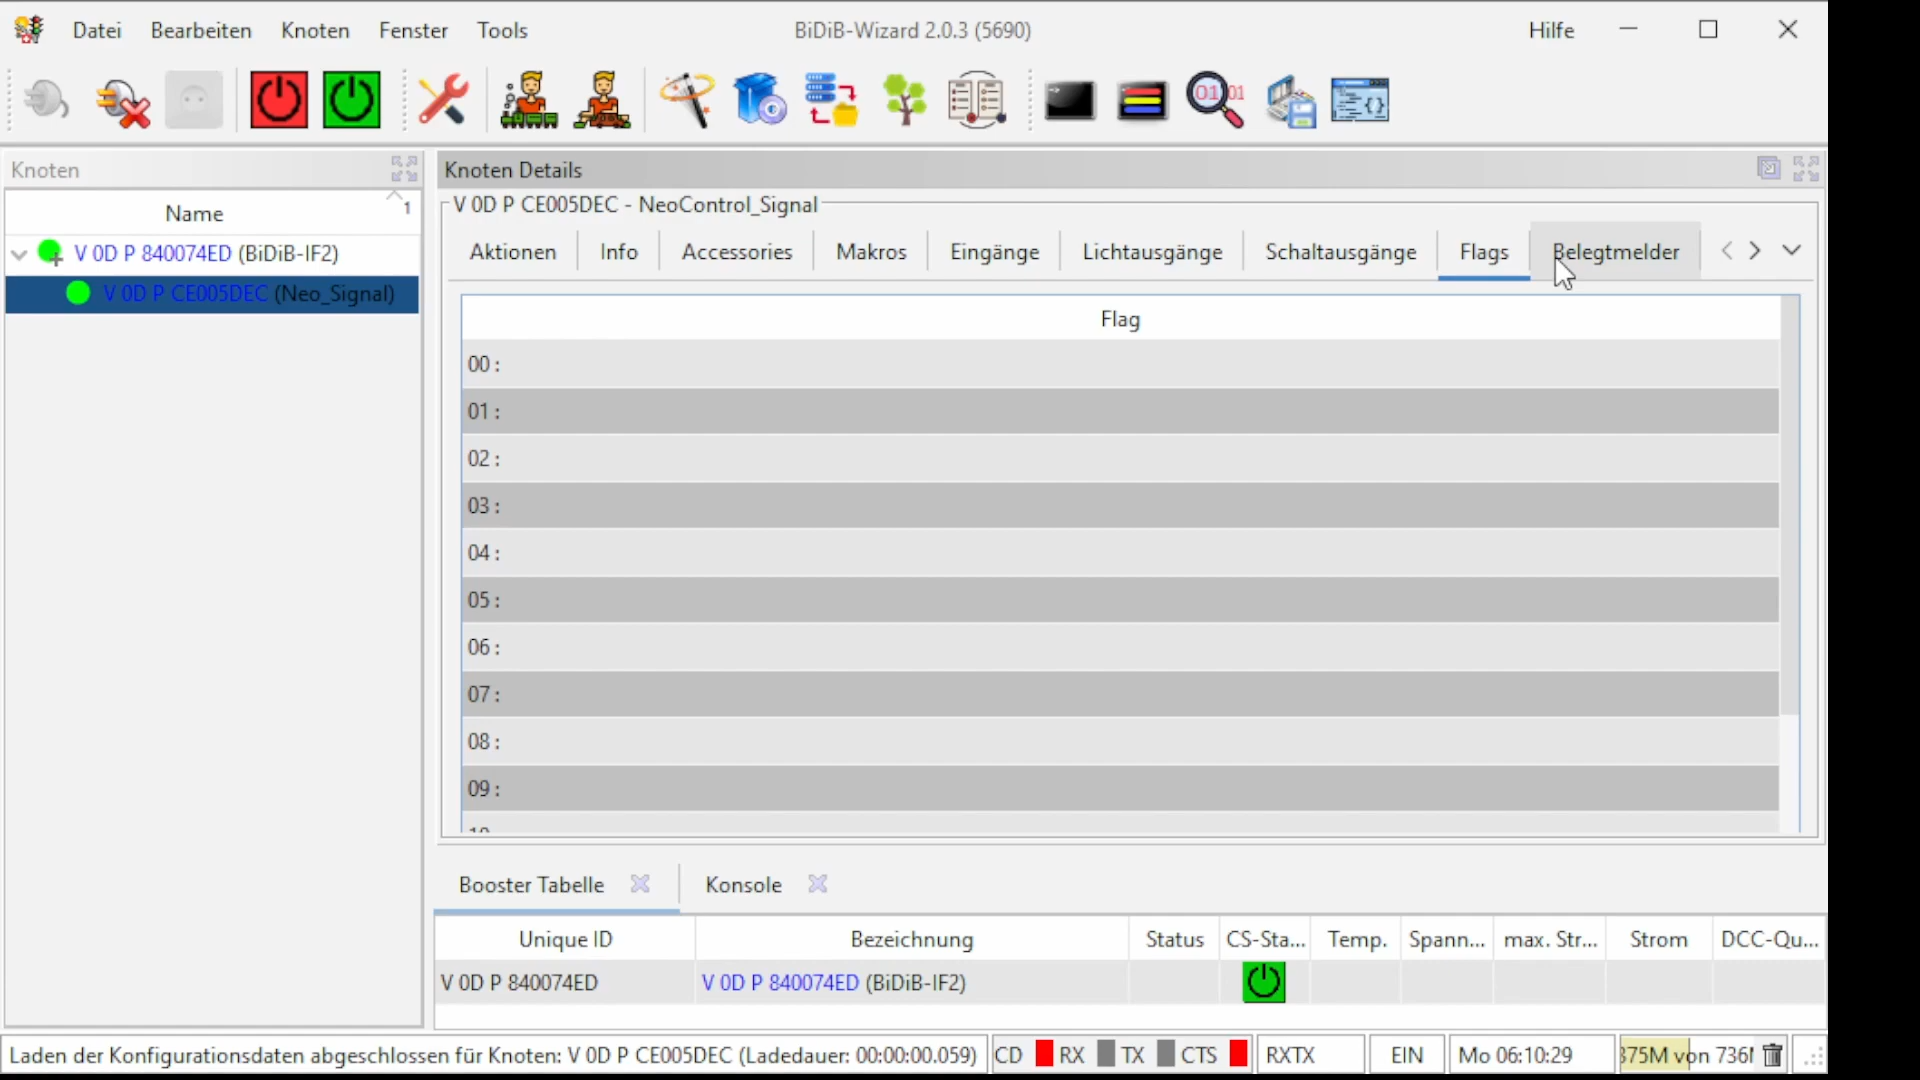 Datei Bearbeiten Knoten Fenster Tools BiDiB-Wizard 2.0.3 (5690) Hilfe
Knoten
Name 1
V 0D P 840074ED (BiDiB-IF2)
V 0D P CE005DEC (Neo_Signal)
Knoten Details
V 0D P CE005DEC - NeoControl_Signal
Aktionen Info Accessories Makros Eingänge Lichtausgänge Schaltausgänge Flags Belegtmelder
Flag
00 :
01 :
02 :
03 :
04 :
05 :
06 :
07 :
08 :
09 :
Booster Tabelle Konsole
Unique ID Bezeichnung Status CS-Sta... Temp. Spann... max. Str... Strom DCC-Qu...
V 0D P 840074ED V 0D P 840074ED (BiDiB-IF2)
Laden der Konfigurationsdaten abgeschlossen für Knoten: V 0D P CE005DEC (Ladedauer: 00:00:00.059) CD RX TX CTS RXTX EIN Mo 06:10:29 375M von 736M